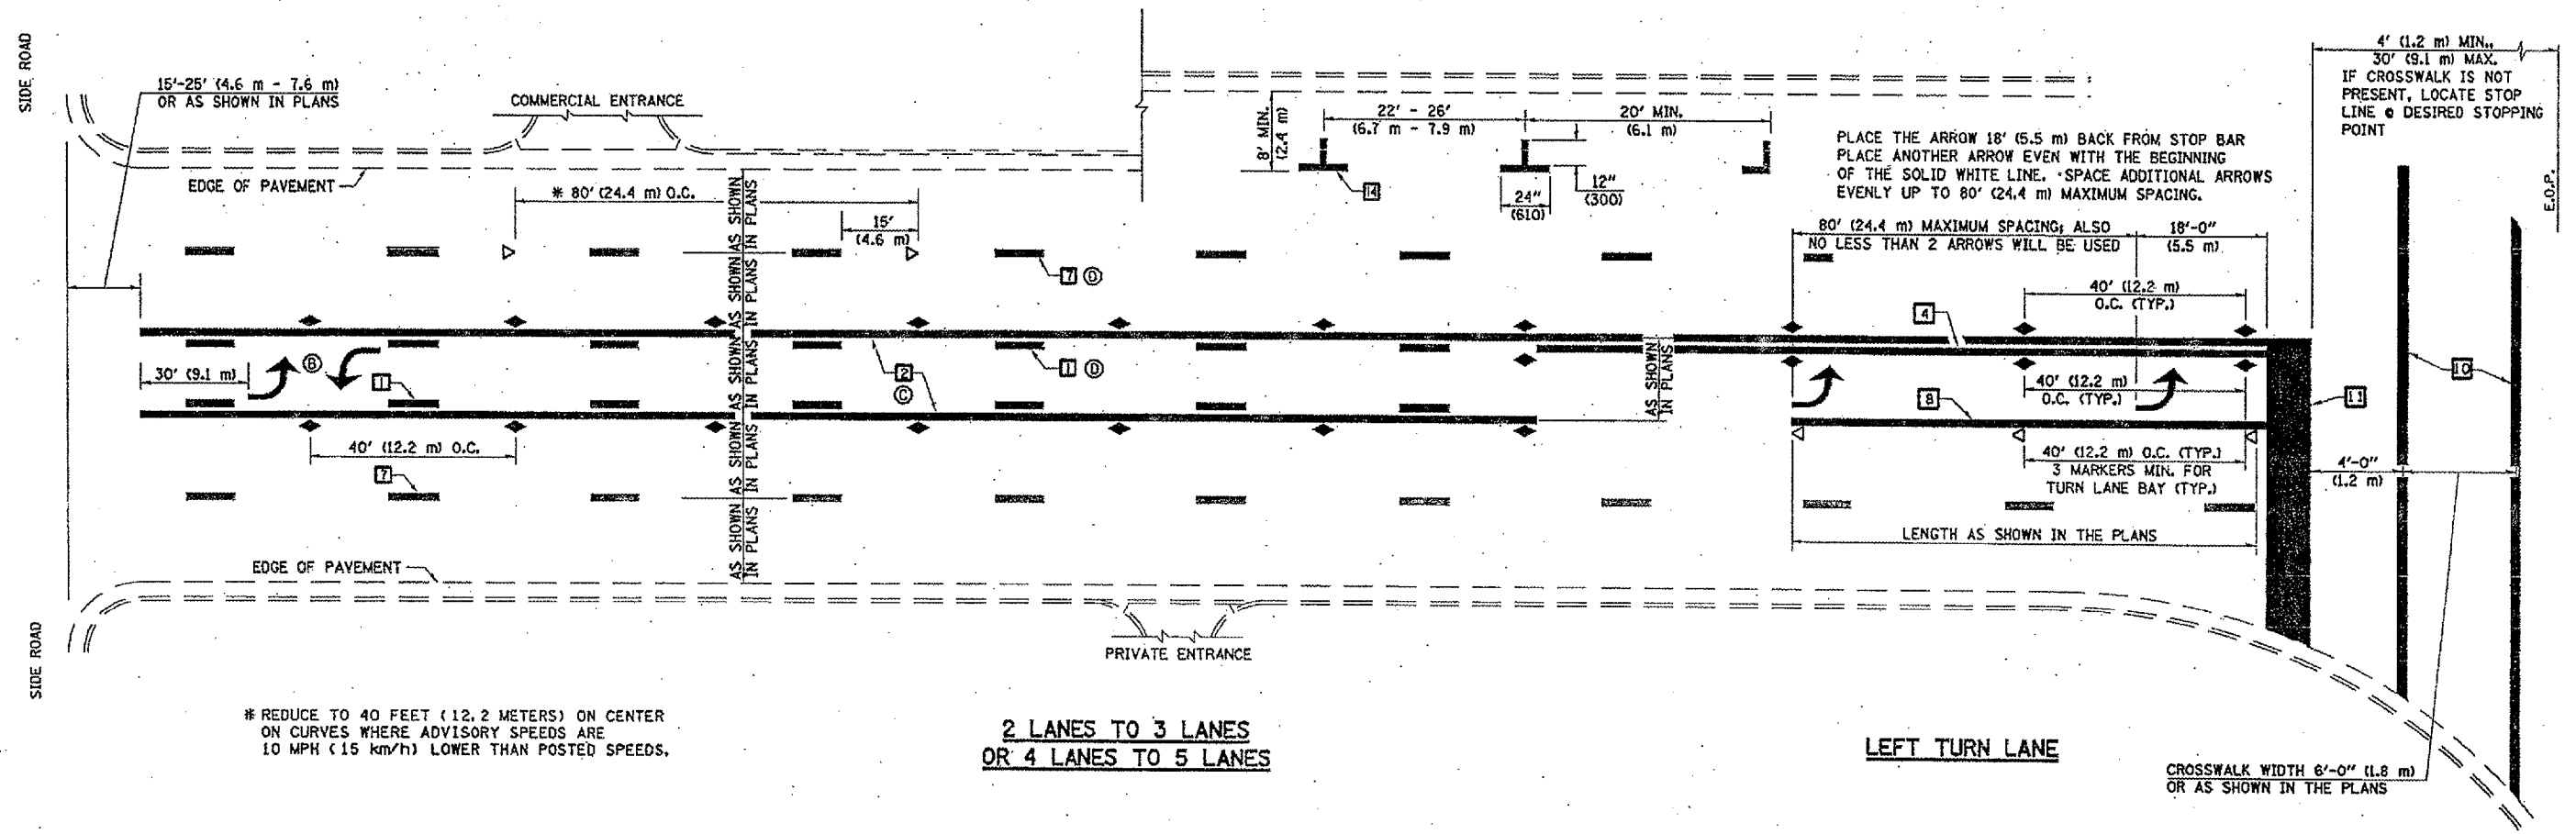 SIDE ROAD
15'-25' (4.6 m - 7.6 m)
OR AS SHOWN IN PLANS
COMMERCIAL ENTRANCE
EDGE OF PAVEMENT
* 80' (24.4 m) O.C.
15'
(4.6 m)
8' MIN.
(2.4 m)
22' - 26'
(6.7 m - 7.9 m)
20' MIN.
(6.1 m)
14
24"
(610)
12"
(300)
4' (1.2 m) MIN.,
30' (9.1 m) MAX.
IF CROSSWALK IS NOT
PRESENT, LOCATE STOP
LINE @ DESIRED STOPPING
POINT
E.O.P.
PLACE THE ARROW 18' (5.5 m) BACK FROM STOP BAR
PLACE ANOTHER ARROW EVEN WITH THE BEGINNING
OF THE SOLID WHITE LINE. SPACE ADDITIONAL ARROWS
EVENLY UP TO 80' (24.4 m) MAXIMUM SPACING.
80' (24.4 m) MAXIMUM SPACING; ALSO
NO LESS THAN 2 ARROWS WILL BE USED
18'-0"
(5.5 m)
7 D
40' (12.2 m)
O.C. (TYP.)
4
AS SHOWN AS SHOWN AS SHOWN AS SHOWN AS SHOWN
IN PLANS IN PLANS IN PLANS IN PLANS IN PLANS
30' (9.1 m)
B
1
2
C
1 D
AS SHOWN
IN PLANS
40' (12.2 m)
O.C. (TYP.)
8
11
10
40' (12.2 m) O.C.
7
40' (12.2 m) O.C. (TYP.)
3 MARKERS MIN. FOR
TURN LANE BAY (TYP.)
4'-0"
(1.2 m)
LENGTH AS SHOWN IN THE PLANS
EDGE OF PAVEMENT
SIDE ROAD
PRIVATE ENTRANCE
* REDUCE TO 40 FEET (12.2 METERS) ON CENTER
ON CURVES WHERE ADVISORY SPEEDS ARE
10 MPH (15 km/h) LOWER THAN POSTED SPEEDS.
2 LANES TO 3 LANES
OR 4 LANES TO 5 LANES
LEFT TURN LANE
CROSSWALK WIDTH 6'-0" (1.8 m)
OR AS SHOWN IN THE PLANS